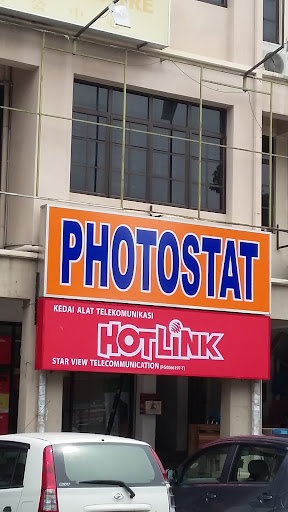 PHOTOSTAT
KEDAI ALAT TELEKOMUNIKASI
HOTLINK
STAR VIEW TELECOMMUNICATION